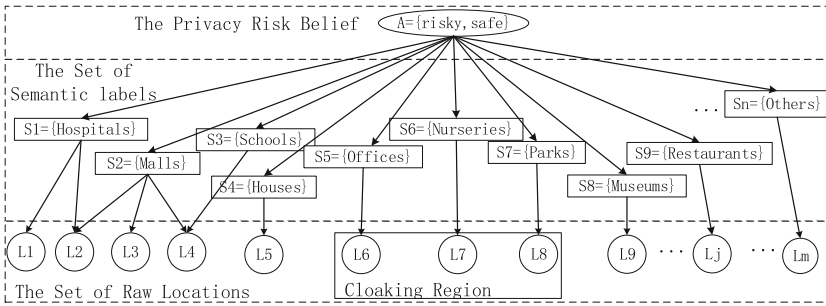 The Privacy Risk Belief
A={risky,safe}
The Set of
Semantic labels
S1={Hospitals}
S2={Malls}
S3={Schools}
S4={Houses}
S5={Offices}
S6={Nurseries}
S7={Parks}
S8={Museums}
S9={Restaurants}
... Sn={Others}
L1 L2 L3 L4 L5 L6 L7 L8 L9 ... Lj ... Lm
Cloaking Region
The Set of Raw Locations